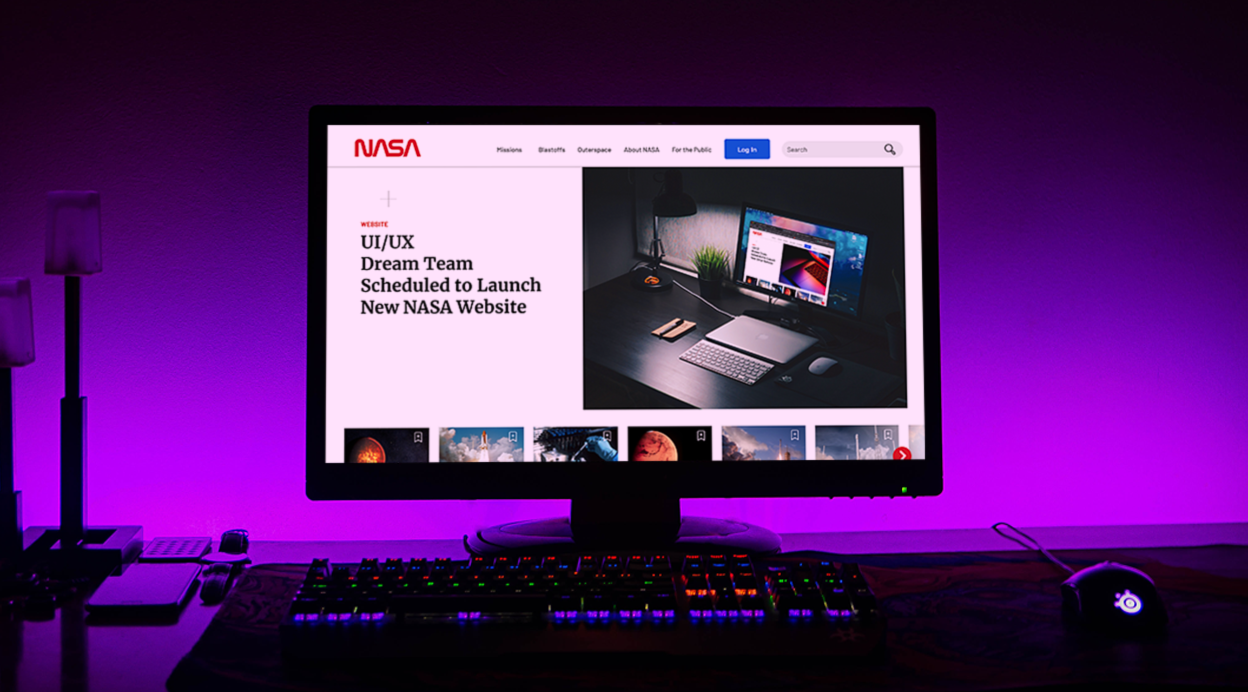 NASA
Missions
Blastoffs
Outerspace
About NASA
For the Public
Log In
Search
WEBSITE
UI/UX
Dream Team
Scheduled to Launch
New NASA Website